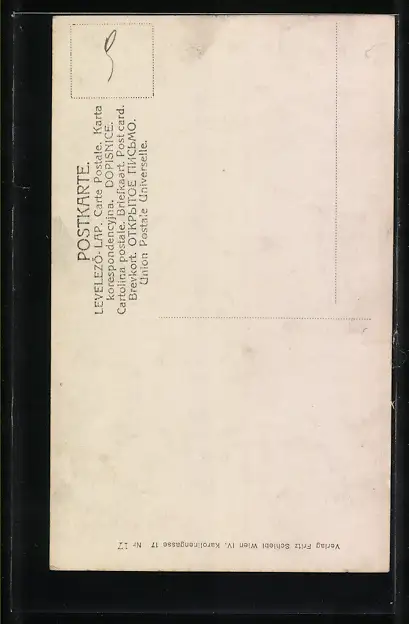 POSTKARTE.
LEVELEZŐ-LAP. Carte Postale. Karta
korespondencyjna. DOPISNICE.
Cartolina postale. Briefkaart. Post card.
Brevkort. ОТКРЫТОЕ ПИСЬМО.
Union Postale Universelle.
Verlag Fritz Schiebl Wien IV. Karolinengasse 17 Nr 17